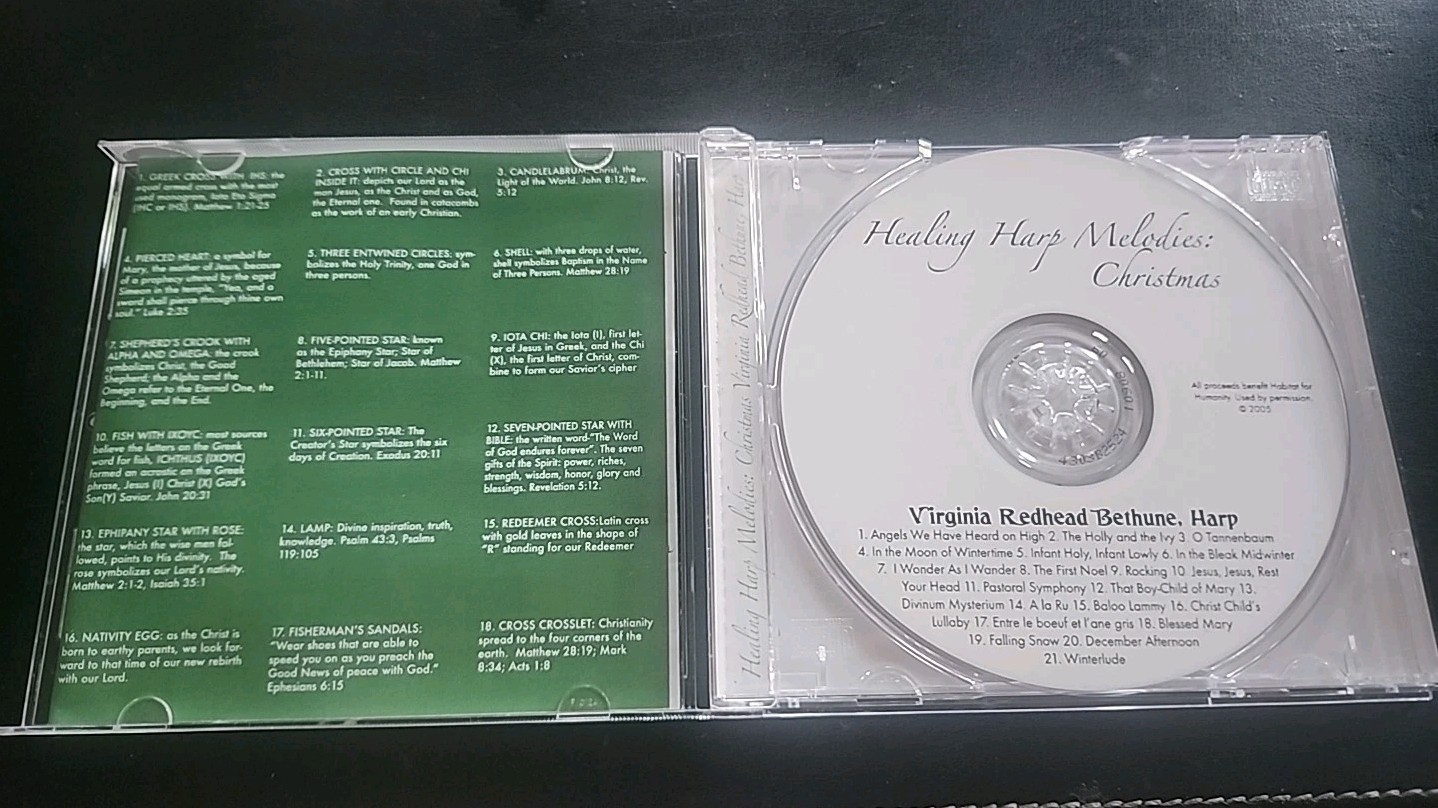 1. GREEK CROSS WITH IHS: the
equal armed cross with the most
used monogram, Iota Eta Sigma
(IHC or IHS). Matthew 1:21-25
2. CROSS WITH CIRCLE AND CHI
INSIDE IT: depicts our Lord as the
man Jesus, as the Christ and as God,
the Eternal one. Found in catacombs
as the work of an early Christian.
3. CANDLELABRUM: Christ, the
Light of the World. John 8:12, Rev.
5:12
4. PIERCED HEART: a symbol for
Mary, the mother of Jesus, because
of a prophecy uttered by the aged
Simeon in the temple, "Yea, and a
sword shall pierce through thine own
soul." Luke 2:35
5. THREE ENTWINED CIRCLES: sym-
bolizes the Holy Trinity, one God in
three persons.
6. SHELL: with three drops of water,
shell symbolizes Baptism in the Name
of Three Persons. Matthew 28:19
7. SHEPHERD'S CROOK WITH
ALPHA AND OMEGA: the crook
symbolizes Christ, the Good
Shepherd; the Alpha and the
Omega refer to the Eternal One, the
Beginning, and the End.
8. FIVE-POINTED STAR: known
as the Epiphany Star; Star of
Bethlehem; Star of Jacob. Matthew
2:1-11.
9. IOTA CHI: the Iota (I), first let-
ter of Jesus in Greek, and the Chi
(X), the first letter of Christ, com-
bine to form our Savior's cipher
10. FISH WITH IXOYC: most sources
believe the letters on the Greek
word for fish, ICHTHUS (IXOYC)
formed an acrostic on the Greek
phrase, Jesus (I) Christ (X) God's
Son(Y) Savior. John 20:31
11. SIX-POINTED STAR: The
Creator's Star symbolizes the six
days of Creation. Exodus 20:11
12. SEVEN-POINTED STAR WITH
BIBLE: the written word-"The Word
of God endures forever". The seven
gifts of the Spirit: power, riches,
strength, wisdom, honor, glory and
blessings. Revelation 5:12.
13. EPHIPANY STAR WITH ROSE:
the star, which the wise men fol-
lowed, points to His divinity. The
rose symbolizes our Lord's nativity.
Matthew 2:1-2, Isaiah 35:1
14. LAMP: Divine inspiration, truth,
knowledge. Psalm 43:3, Psalms
119:105
15. REDEEMER CROSS:Latin cross
with gold leaves in the shape of
"R" standing for our Redeemer
16. NATIVITY EGG: as the Christ is
born to earthy parents, we look for-
ward to that time of our new rebirth
with our Lord.
17. FISHERMAN'S SANDALS:
"Wear shoes that are able to
speed you on as you preach the
Good News of peace with God."
Ephesians 6:15
18. CROSS CROSSLET: Christianity
spread to the four corners of the
earth. Matthew 28:19; Mark
8:34; Acts 1:8
Healing Harp Melodies: Christmas Virginia Redhead Bethune Harp
Healing Harp Melodies:
Christmas
All proceeds benefit Habitat for
Humanity. Used by permission.
© 2005
Virginia Redhead Bethune, Harp
1. Angels We Have Heard on High 2. The Holly and the Ivy 3. O Tannenbaum
4. In the Moon of Wintertime 5. Infant Holy, Infant Lowly 6. In the Bleak Midwinter
7. I Wonder As I Wander 8. The First Noel 9. Rocking 10. Jesus, Jesus, Rest
Your Head 11. Pastoral Symphony 12. That Boy-Child of Mary 13.
Divinum Mysterium 14. A la Ru 15. Baloo Lammy 16. Christ Child's
Lullaby 17. Entre le boeuf et l'ane gris 18. Blessed Mary
19. Falling Snow 20. December Afternoon
21. Winterlude